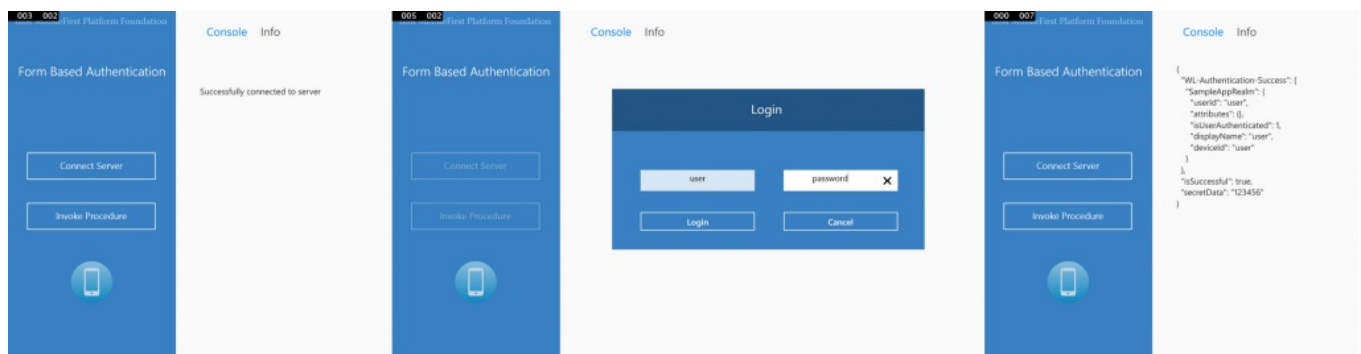 003 002
First Platform Foundation
Console Info
Form Based Authentication
Successfully connected to server
Connect Server
Invoke Procedure
005 002
First Platform Foundation
Console Info
Form Based Authentication
Login
Connect Server
user password
Invoke Procedure
Login Cancel
000 007
First Platform Foundation
Console Info
Form Based Authentication
{
"WL-Authentication-Success": {
"SampleAppRealm": {
"userId": "user",
"attributes": {},
"isUserAuthenticated": 1,
"displayName": "user",
"deviceId": "user"
}
},
"isSuccessful": true,
"secretData": "123456"
}
Connect Server
Invoke Procedure